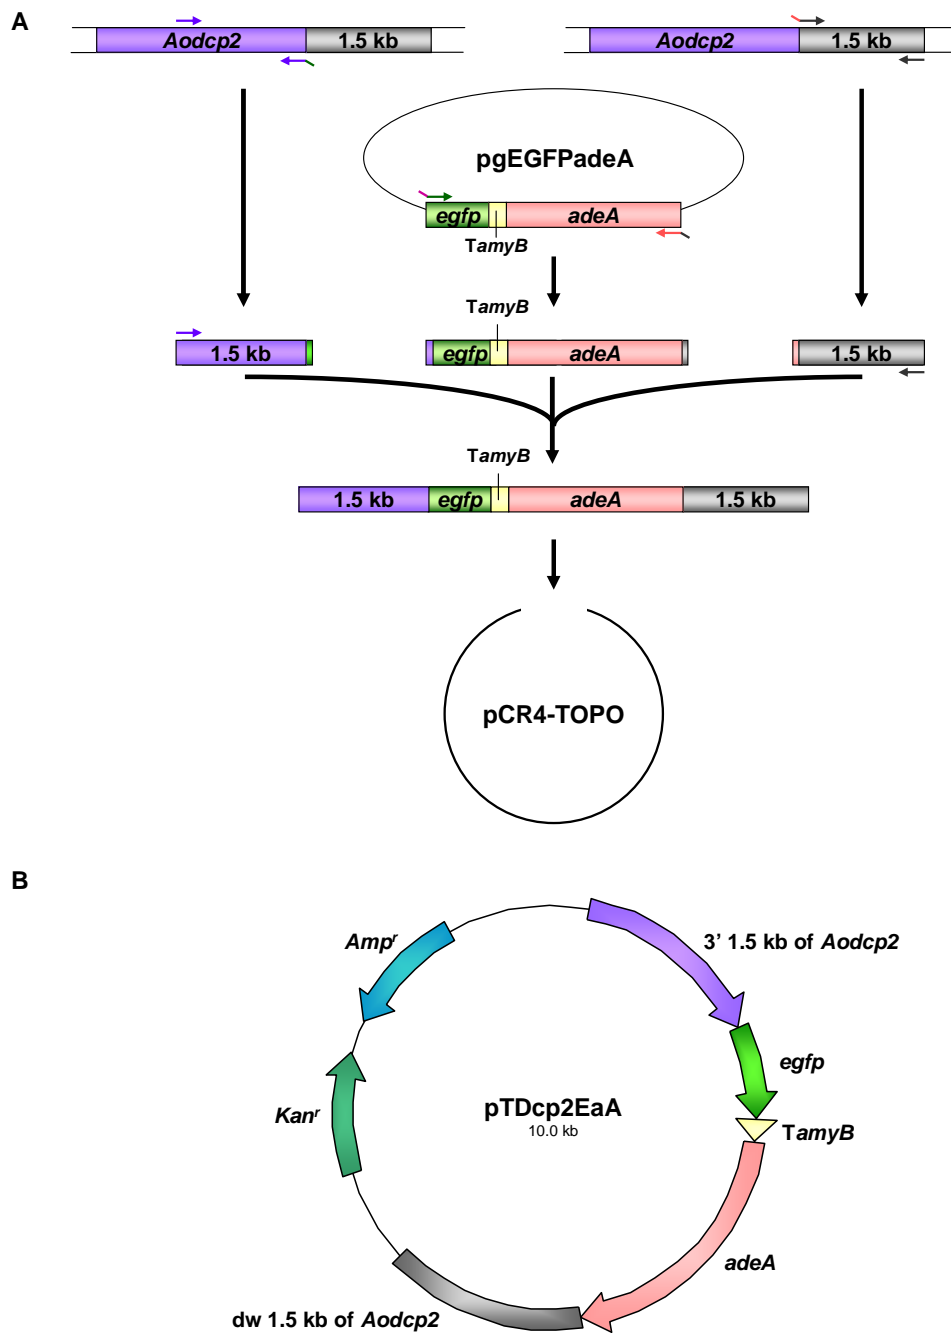 A
Aodcp2 1.5 kb Aodcp2 1.5 kb
pgEGFPadeA
egfp adeA
TamyB
TamyB
1.5 kb egfp adeA 1.5 kb
TamyB
1.5 kb egfp adeA 1.5 kb
pCR4-TOPO
B
Ampʳ
3’ 1.5 kb of Aodcp2
egfp
Kanʳ
pTDcp2EaA
10.0 kb
TamyB
adeA
dw 1.5 kb of Aodcp2